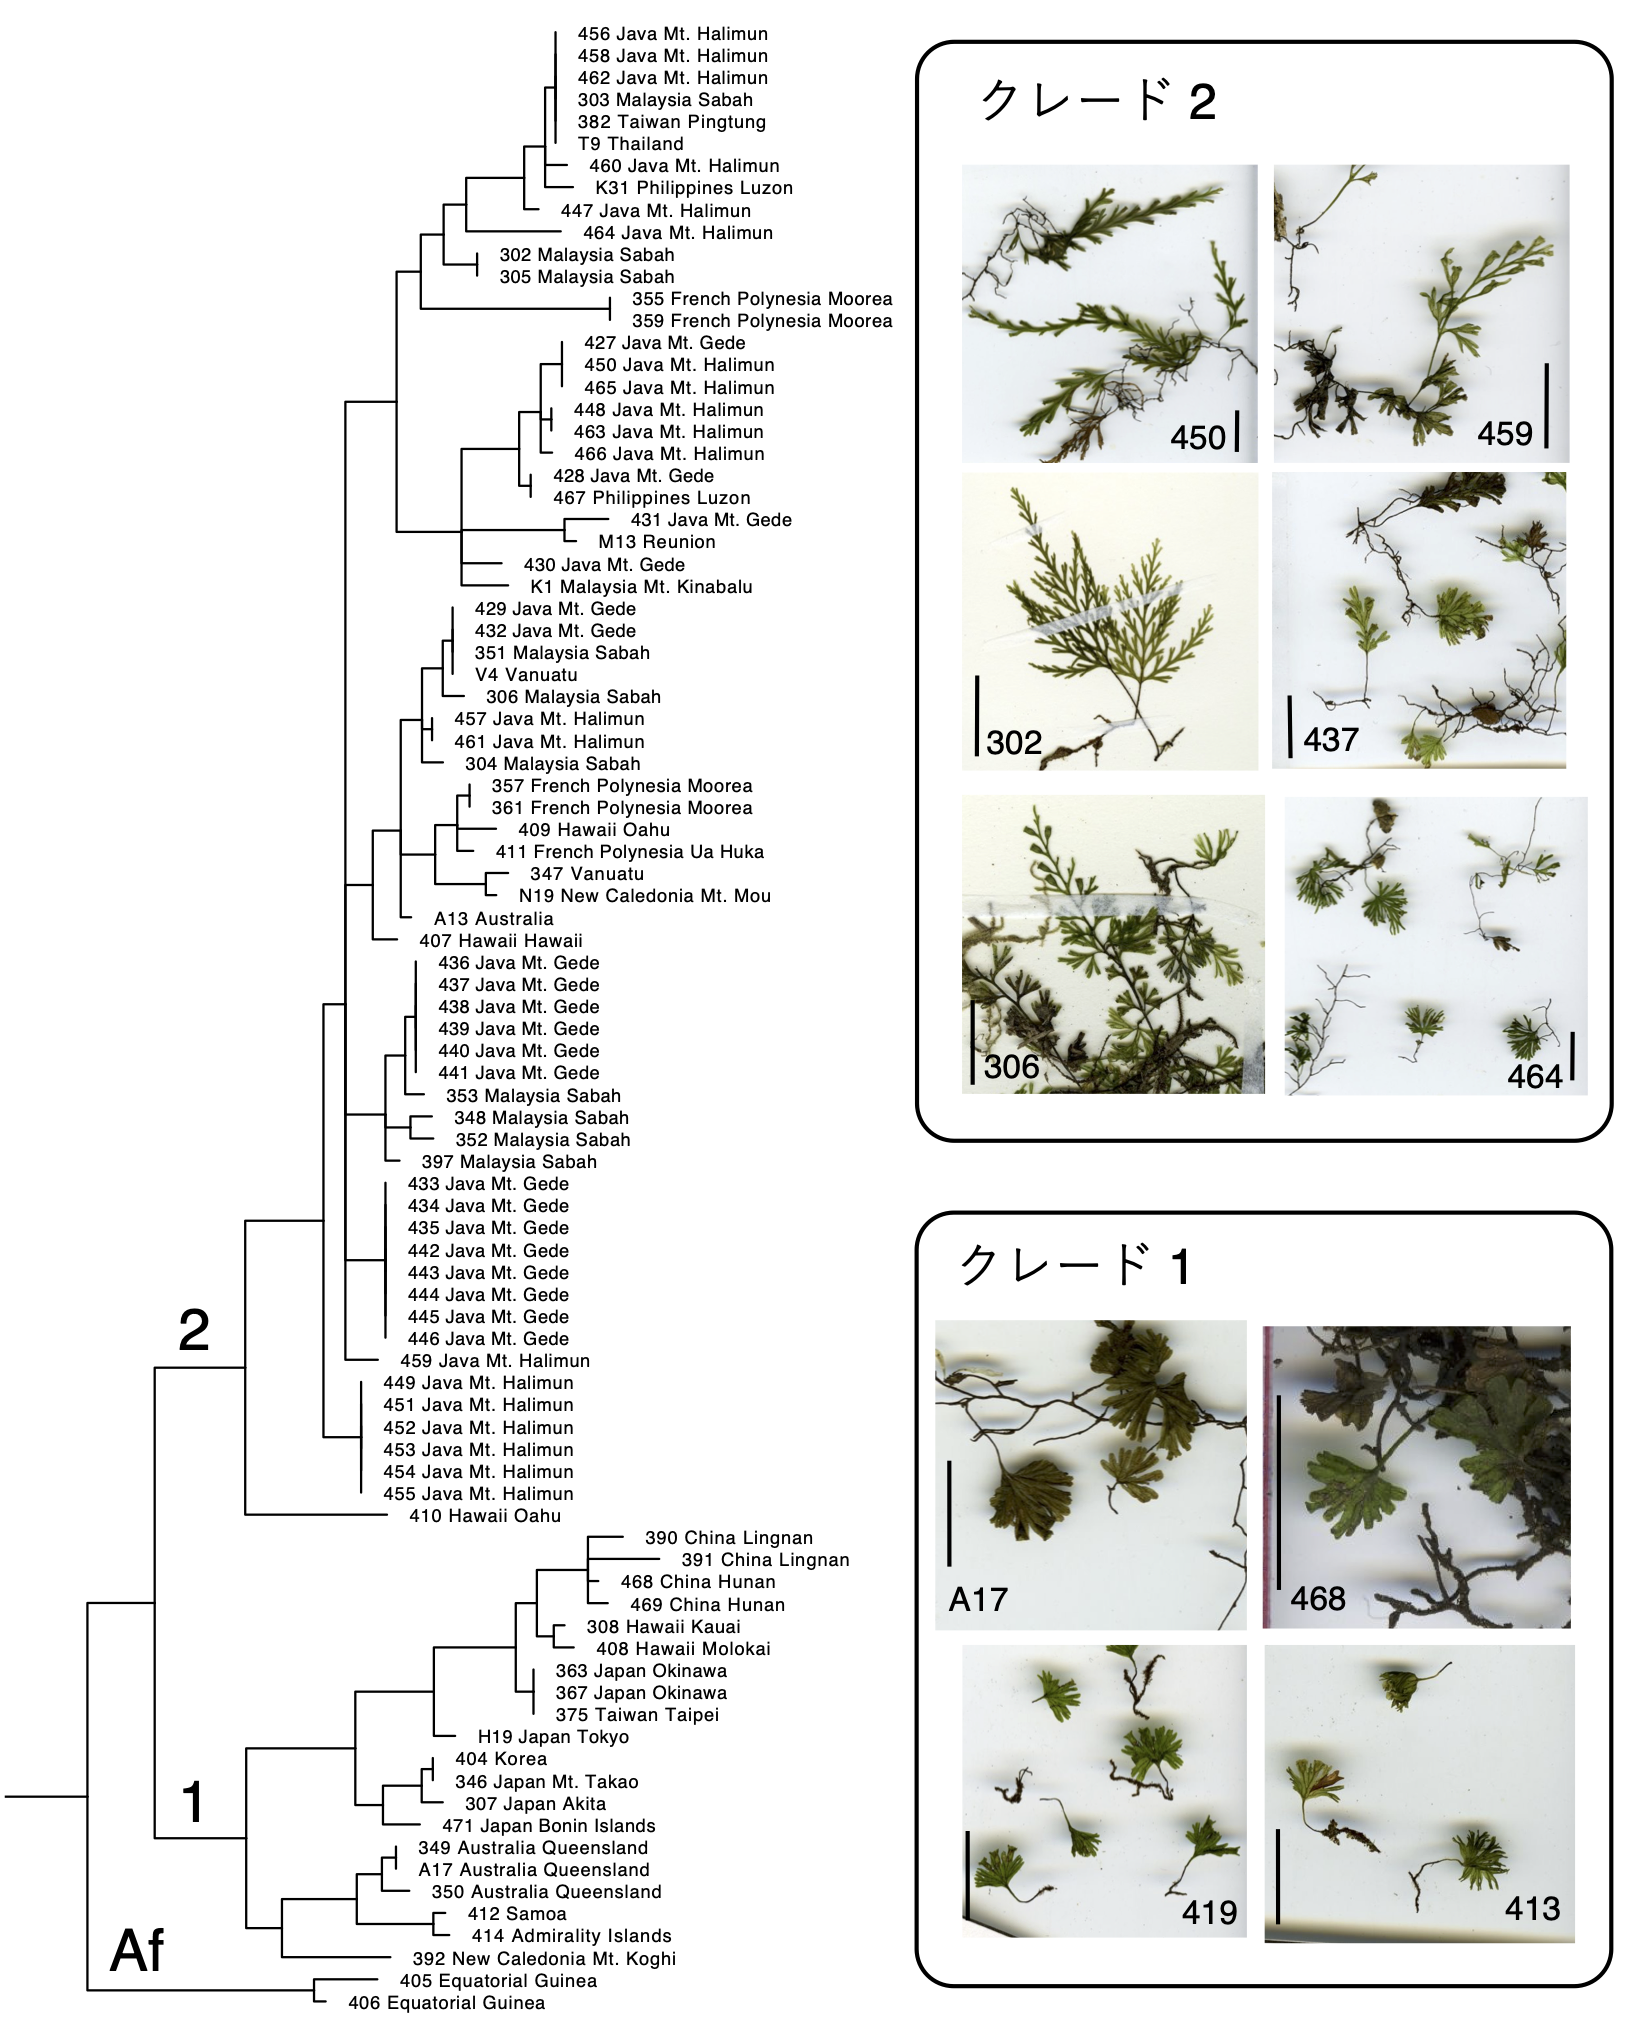 456 Java Mt. Halimun
458 Java Mt. Halimun
462 Java Mt. Halimun
303 Malaysia Sabah
382 Taiwan Pingtung
T9 Thailand
460 Java Mt. Halimun
K31 Philippines Luzon
447 Java Mt. Halimun
464 Java Mt. Halimun
302 Malaysia Sabah
305 Malaysia Sabah
355 French Polynesia Moorea
359 French Polynesia Moorea
427 Java Mt. Gede
450 Java Mt. Halimun
465 Java Mt. Halimun
448 Java Mt. Halimun
463 Java Mt. Halimun
466 Java Mt. Halimun
428 Java Mt. Gede
467 Philippines Luzon
431 Java Mt. Gede
M13 Reunion
430 Java Mt. Gede
K1 Malaysia Mt. Kinabalu
429 Java Mt. Gede
432 Java Mt. Gede
351 Malaysia Sabah
V4 Vanuatu
306 Malaysia Sabah
457 Java Mt. Halimun
461 Java Mt. Halimun
304 Malaysia Sabah
357 French Polynesia Moorea
361 French Polynesia Moorea
409 Hawaii Oahu
411 French Polynesia Ua Huka
347 Vanuatu
N19 New Caledonia Mt. Mou
A13 Australia
407 Hawaii Hawaii
436 Java Mt. Gede
437 Java Mt. Gede
438 Java Mt. Gede
439 Java Mt. Gede
440 Java Mt. Gede
441 Java Mt. Gede
353 Malaysia Sabah
348 Malaysia Sabah
352 Malaysia Sabah
397 Malaysia Sabah
433 Java Mt. Gede
434 Java Mt. Gede
435 Java Mt. Gede
442 Java Mt. Gede
443 Java Mt. Gede
444 Java Mt. Gede
445 Java Mt. Gede
446 Java Mt. Gede
459 Java Mt. Halimun
449 Java Mt. Halimun
451 Java Mt. Halimun
452 Java Mt. Halimun
453 Java Mt. Halimun
454 Java Mt. Halimun
455 Java Mt. Halimun
410 Hawaii Oahu
390 China Lingnan
391 China Lingnan
468 China Hunan
469 China Hunan
308 Hawaii Kauai
408 Hawaii Molokai
363 Japan Okinawa
367 Japan Okinawa
375 Taiwan Taipei
H19 Japan Tokyo
404 Korea
346 Japan Mt. Takao
307 Japan Akita
471 Japan Bonin Islands
349 Australia Queensland
A17 Australia Queensland
350 Australia Queensland
412 Samoa
414 Admirality Islands
392 New Caledonia Mt. Koghi
405 Equatorial Guinea
406 Equatorial Guinea
2
1
Af
クレード 2
450
459
302
437
306
464
クレード 1
A17
468
419
413